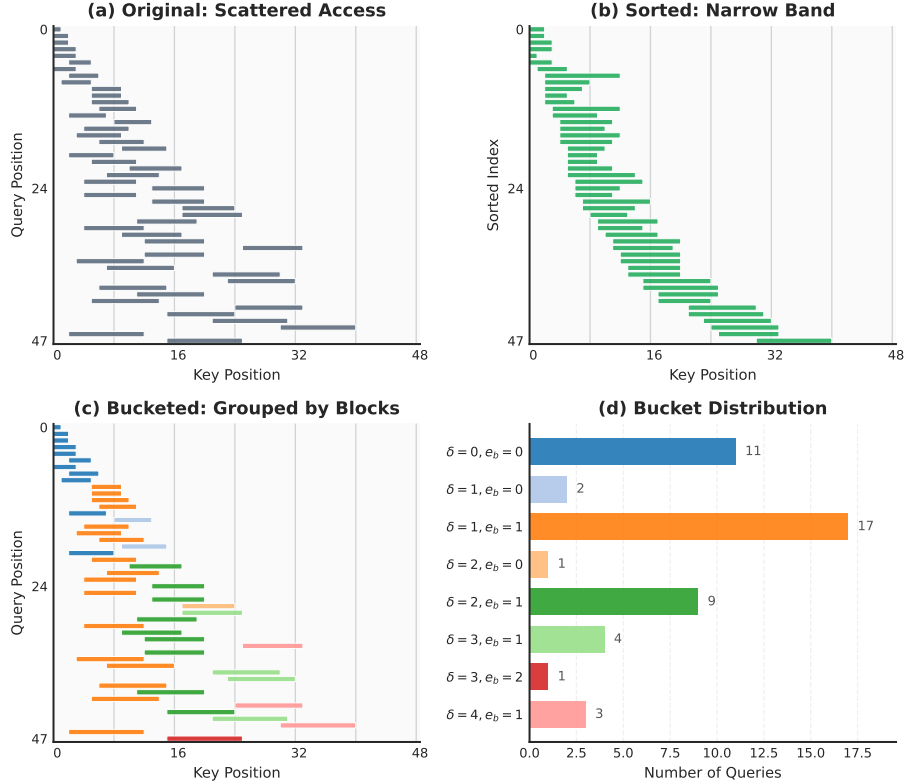 (a) Original: Scattered Access
0
24
47
Query Position
0 16 32 48
Key Position
(b) Sorted: Narrow Band
0
24
47
Sorted Index
0 16 32 48
Key Position
(c) Bucketed: Grouped by Blocks
0
24
47
Query Position
0 16 32 48
Key Position
(d) Bucket Distribution
δ = 0, e_b = 0 11
δ = 1, e_b = 0 2
δ = 1, e_b = 1 17
δ = 2, e_b = 0 1
δ = 2, e_b = 1 9
δ = 3, e_b = 1 4
δ = 3, e_b = 2 1
δ = 4, e_b = 1 3
0.0 2.5 5.0 7.5 10.0 12.5 15.0 17.5
Number of Queries